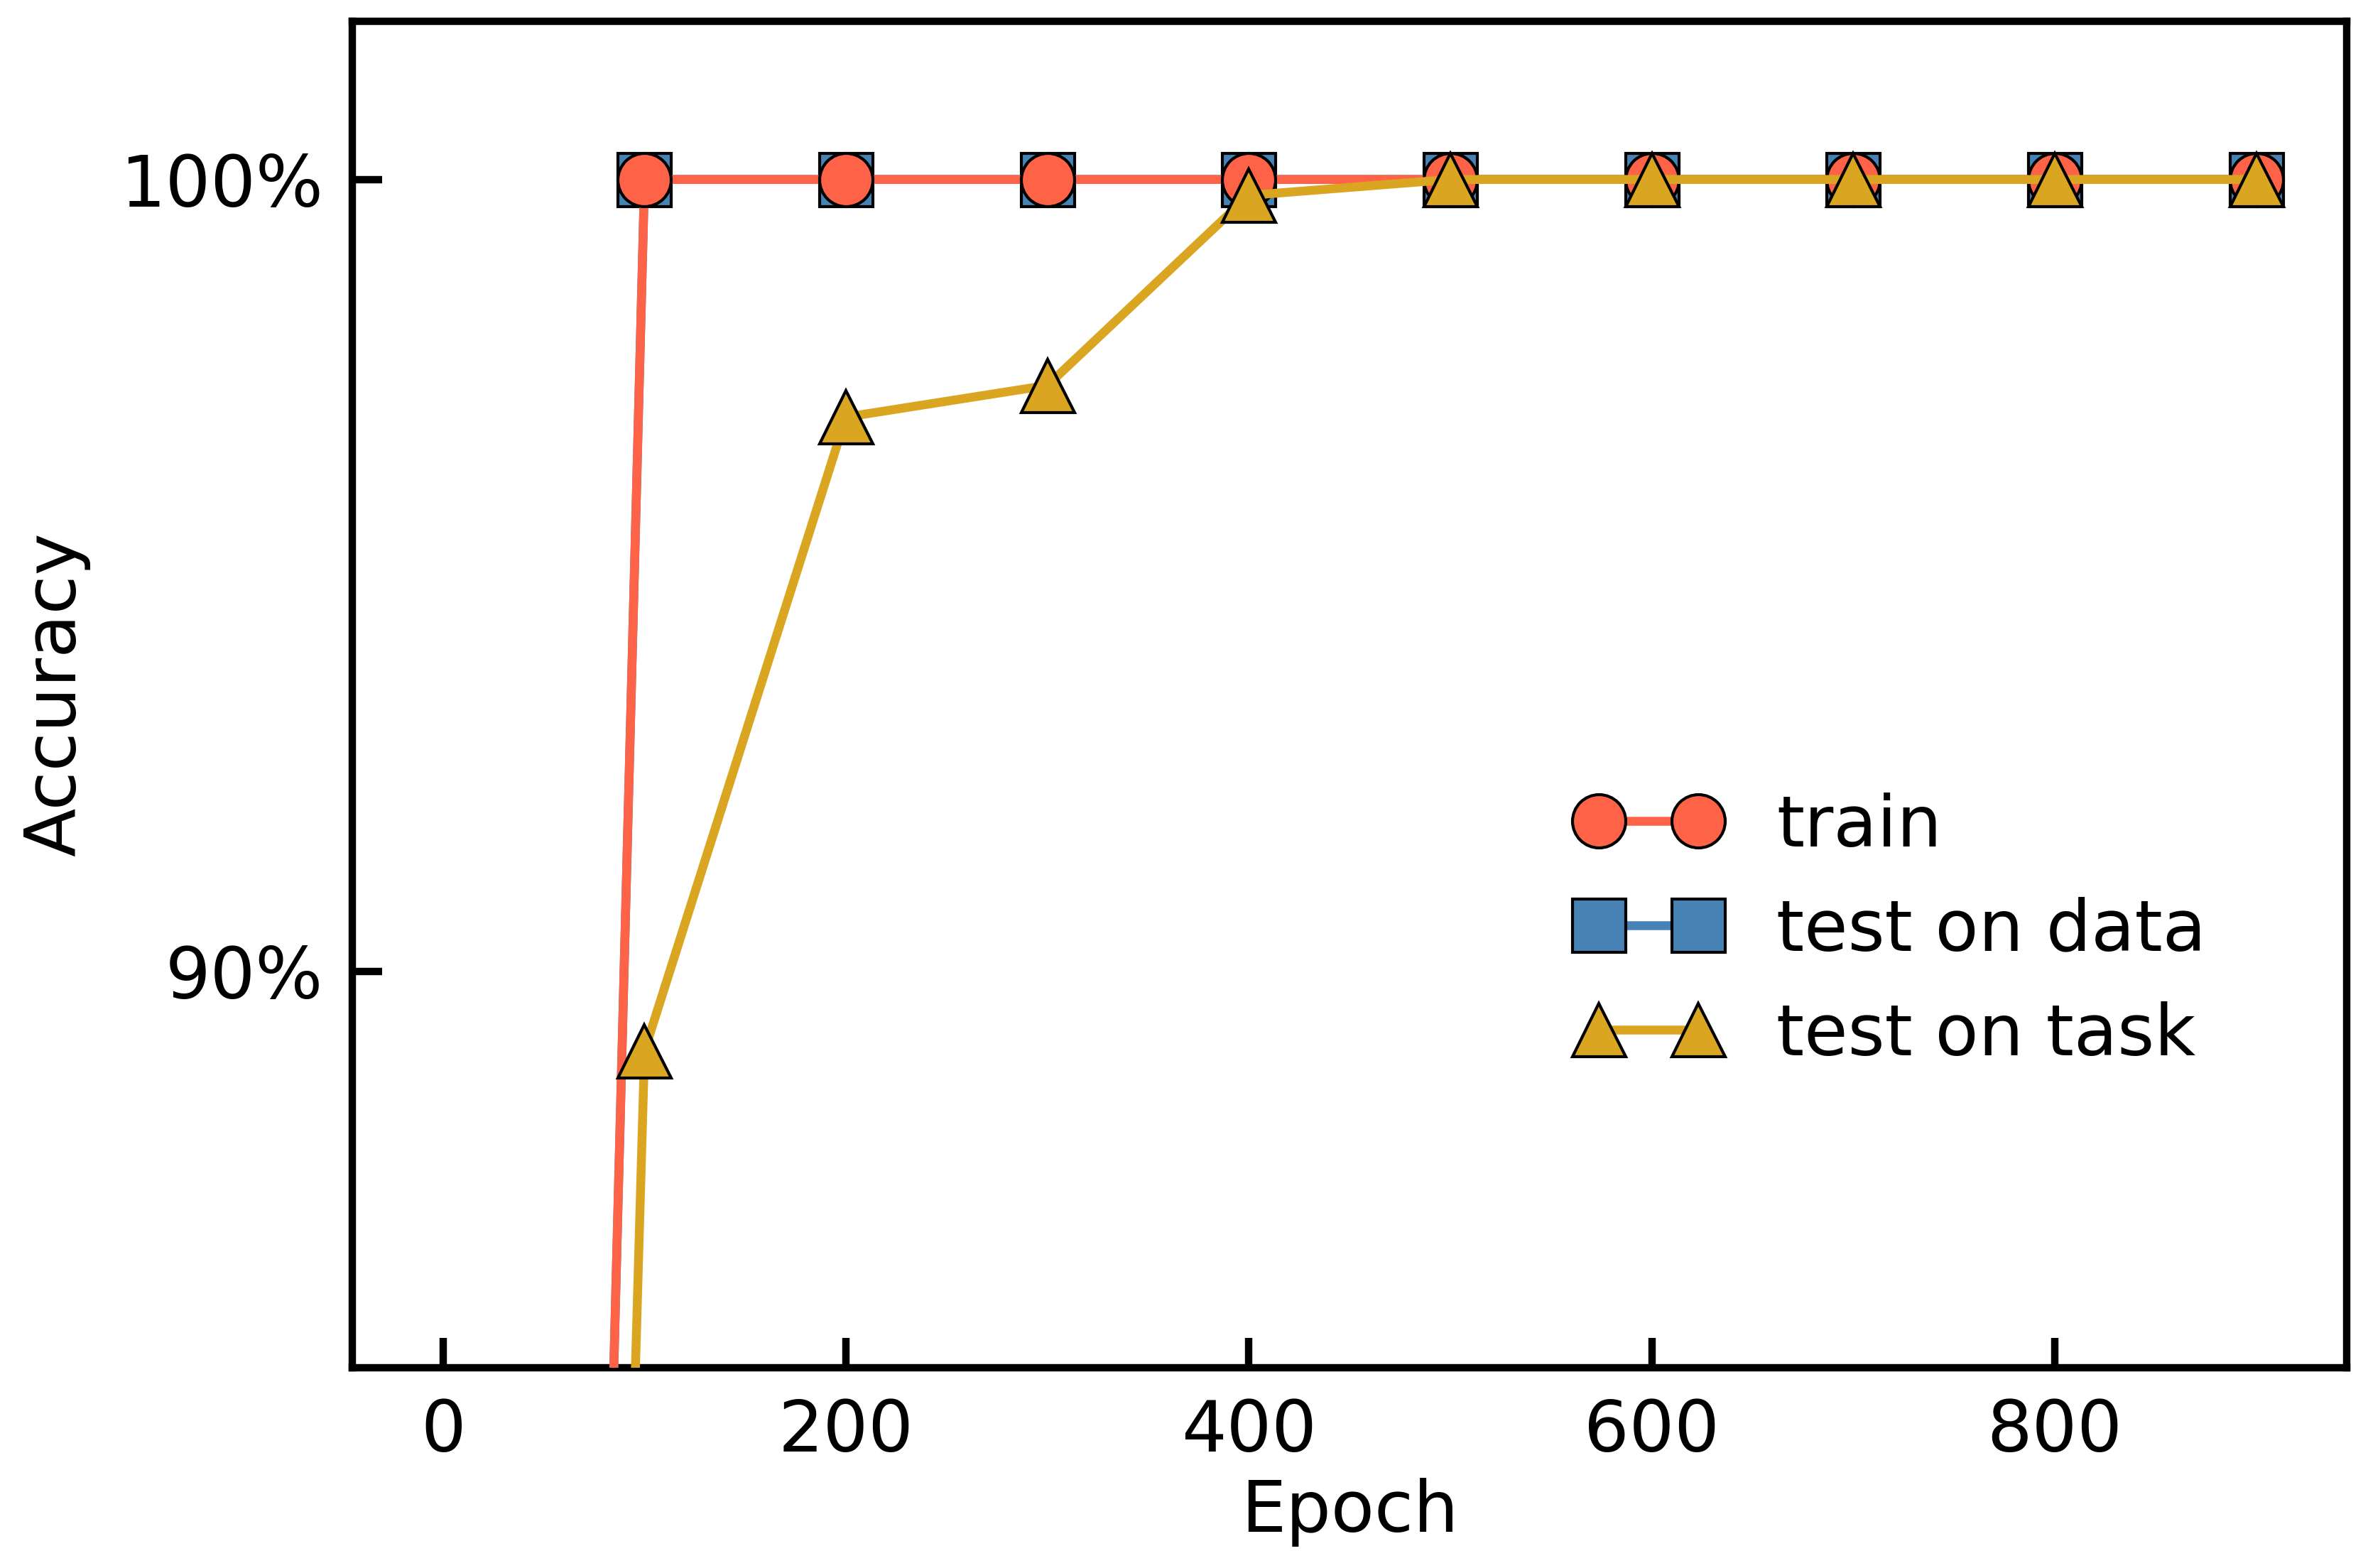 100%
90%
Accuracy
train
test on data
test on task
0 200 400 600 800
Epoch